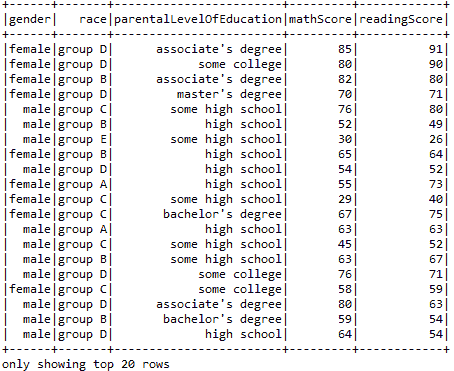 +------+-------+------------------------+---------+------------+
|gender|   race|parentalLevelOfEducation|mathScore|readingScore|
+------+-------+------------------------+---------+------------+
|female|group D|      associate's degree|       85|          91|
|female|group D|            some college|       80|          90|
|female|group B|      associate's degree|       82|          80|
|female|group D|         master's degree|       70|          71|
|  male|group C|        some high school|       76|          80|
|  male|group B|             high school|       52|          49|
|  male|group E|        some high school|       30|          26|
|female|group B|             high school|       65|          64|
|  male|group D|             high school|       54|          52|
|female|group A|             high school|       55|          73|
|female|group C|        some high school|       29|          40|
|female|group C|       bachelor's degree|       67|          75|
|  male|group A|             high school|       63|          63|
|  male|group C|        some high school|       45|          52|
|  male|group B|        some high school|       63|          67|
|  male|group D|            some college|       76|          71|
|female|group C|            some college|       58|          59|
|  male|group D|      associate's degree|       80|          63|
|  male|group B|       bachelor's degree|       59|          54|
|  male|group D|             high school|       64|          54|
+------+-------+------------------------+---------+------------+
only showing top 20 rows